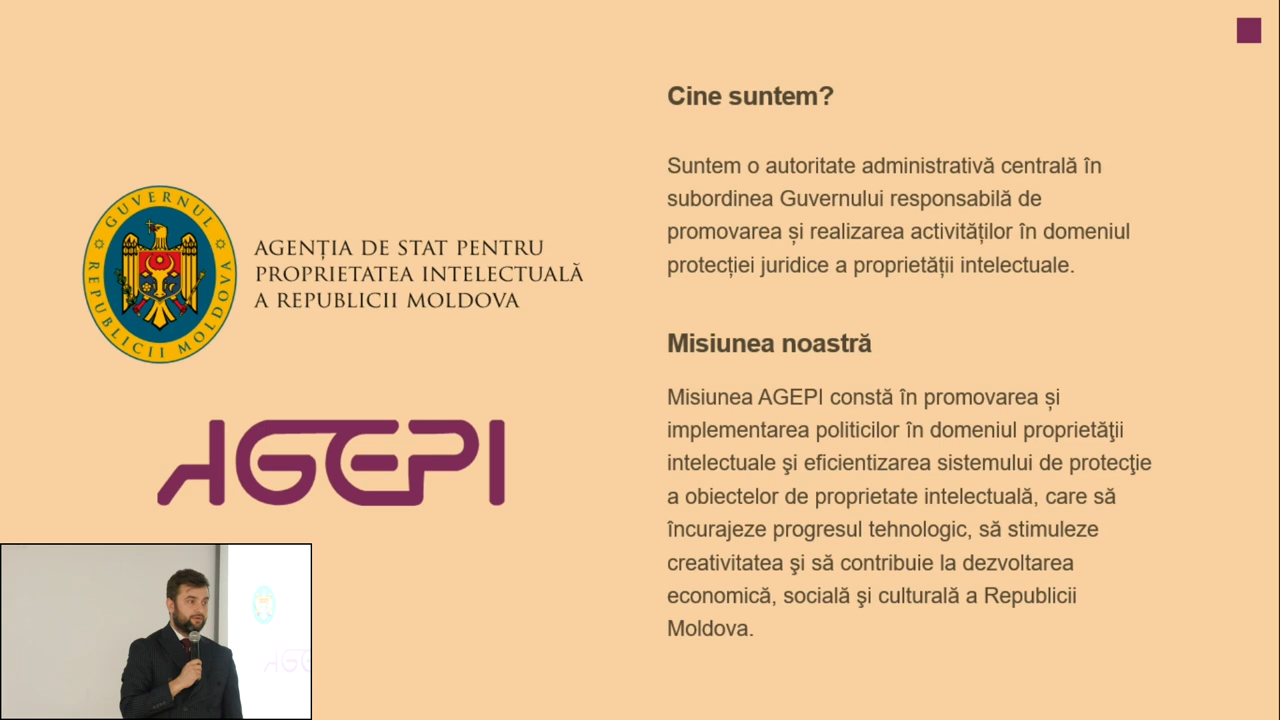 GUVERNUL
REPUBLICII MOLDOVA
AGENȚIA DE STAT PENTRU
PROPRIETATEA INTELECTUALĂ
A REPUBLICII MOLDOVA
AGEPI
Cine suntem?
Suntem o autoritate administrativă centrală în
subordinea Guvernului responsabilă de
promovarea și realizarea activităților în domeniul
protecției juridice a proprietății intelectuale.
Misiunea noastră
Misiunea AGEPI constă în promovarea și
implementarea politicilor în domeniul proprietăţii
intelectuale şi eficientizarea sistemului de protecţie
a obiectelor de proprietate intelectuală, care să
încurajeze progresul tehnologic, să stimuleze
creativitatea şi să contribuie la dezvoltarea
economică, socială şi culturală a Republicii
Moldova.
AGE